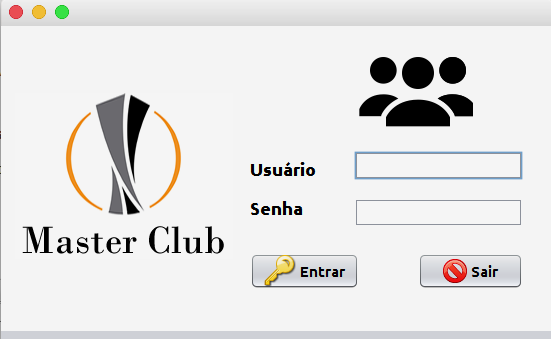 Usuário
Senha
Master Club
Entrar
Sair